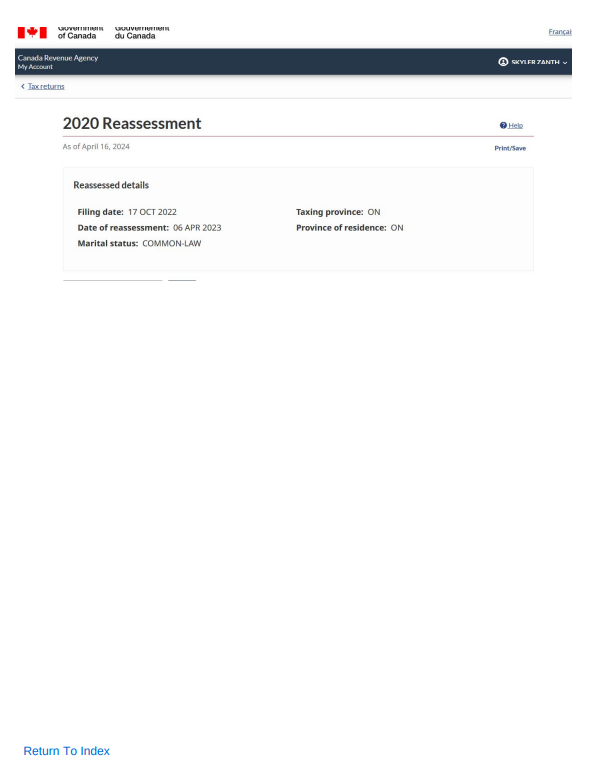 Government Gouvernement
of Canada du Canada
Françai
Canada Revenue Agency
My Account
SKYLER ZANTH
Tax returns
2020 Reassessment
Help
As of April 16, 2024
Print/Save
Reassessed details
Filing date: 17 OCT 2022 Taxing province: ON
Date of reassessment: 06 APR 2023 Province of residence: ON
Marital status: COMMON-LAW
Return To Index